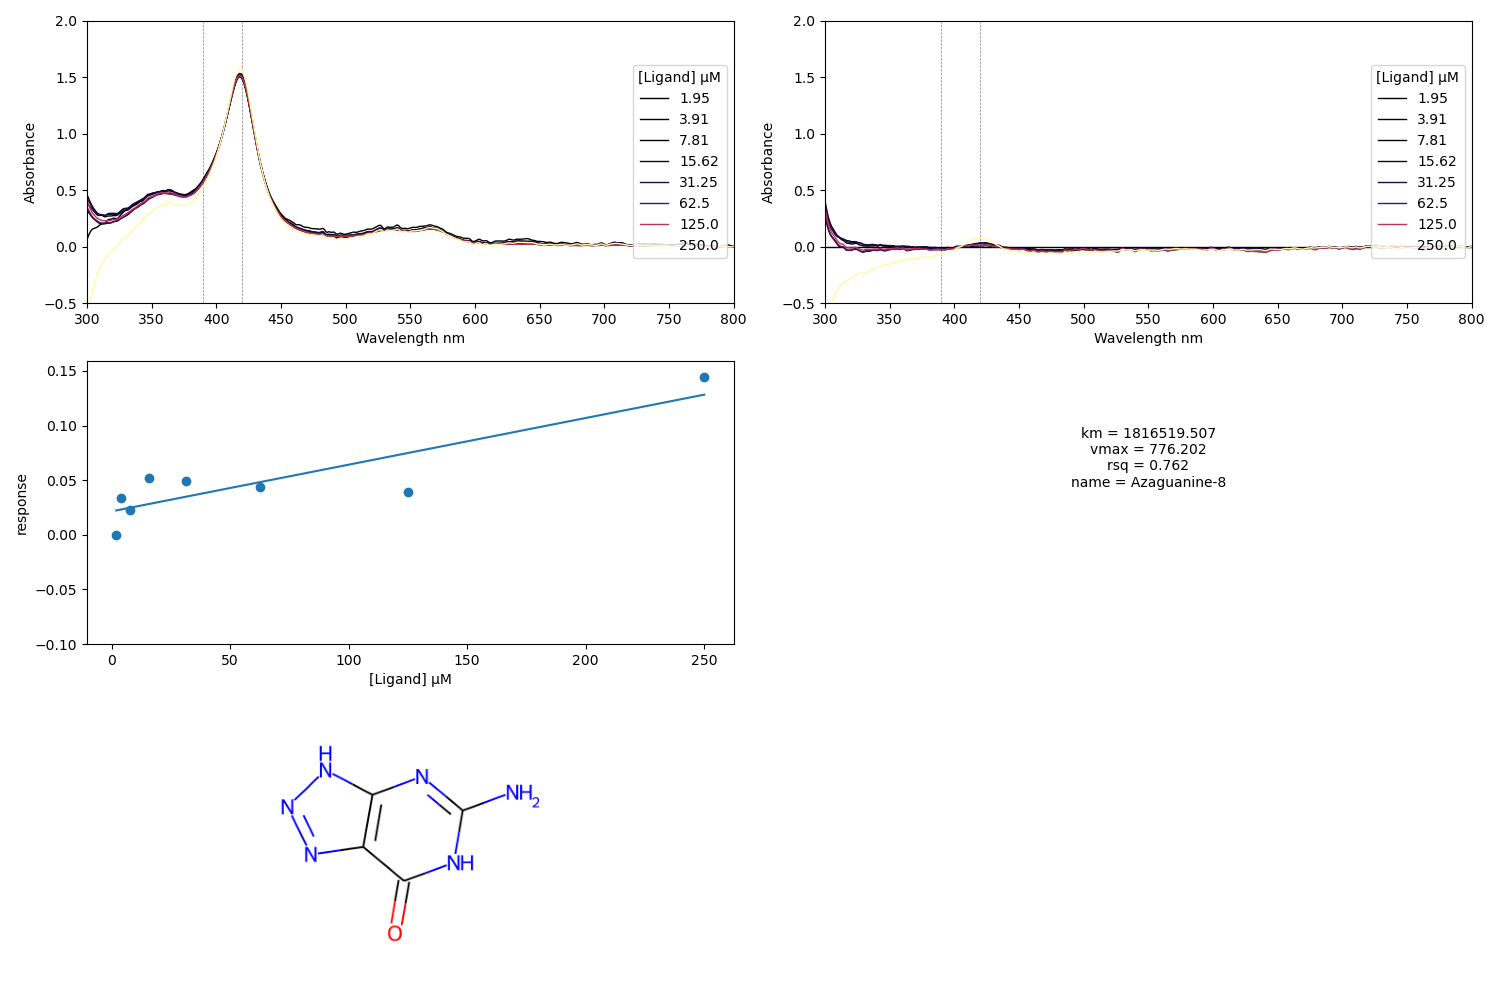 2.0
1.5
1.0
0.5
0.0
−0.5
Absorbance
300 350 400 450 500 550 600 650 700 750 800
Wavelength nm
[Ligand] µM
1.95
3.91
7.81
15.62
31.25
62.5
125.0
250.0
2.0
1.5
1.0
0.5
0.0
−0.5
Absorbance
300 350 400 450 500 550 600 650 700 750 800
Wavelength nm
[Ligand] µM
1.95
3.91
7.81
15.62
31.25
62.5
125.0
250.0
0.15
0.10
0.05
0.00
−0.05
−0.10
response
0 50 100 150 200 250
[Ligand] µM
km = 1816519.507
vmax = 776.202
rsq = 0.762
name = Azaguanine-8
H
N
N
N
N
NH2
NH
O